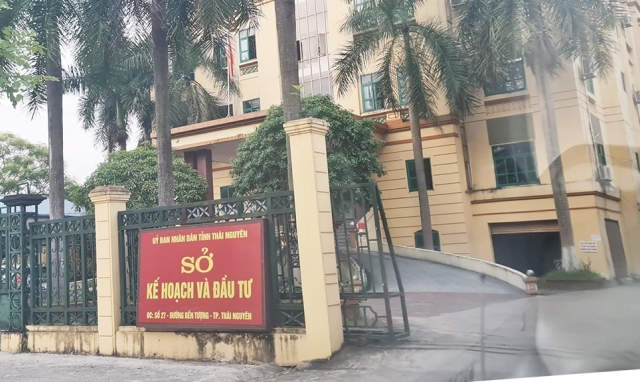 UỶ BAN NHÂN DÂN TỈNH THÁI NGUYÊN
SỞ
KẾ HOẠCH VÀ ĐẦU TƯ
ĐC: SỐ 27 - ĐƯỜNG BẾN TƯỢNG - TP. THÁI NGUYÊN